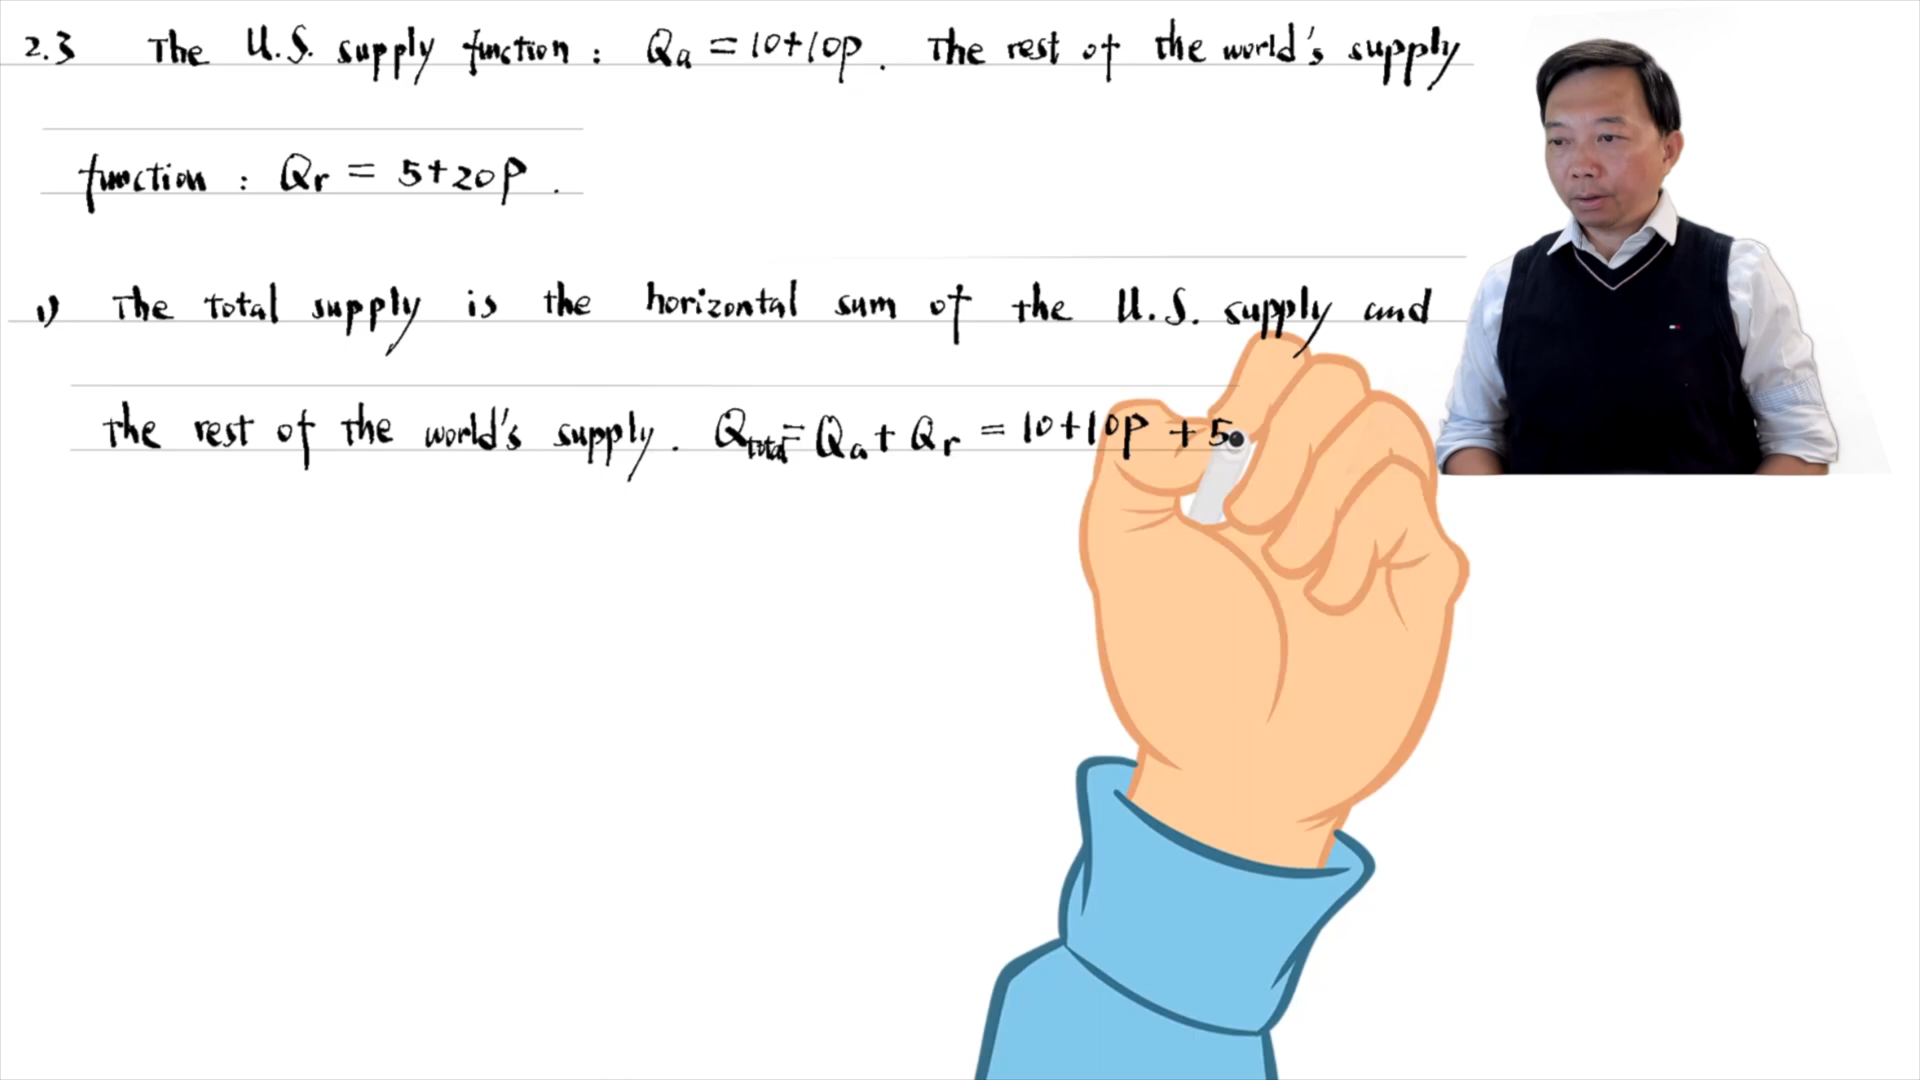 2.3 The U.S. supply function : Qa = 10+10p . The rest of the world's supply
function : Qr = 5+20p .
1) The total supply is the horizontal sum of the U.S. supply and
the rest of the world's supply . Qtotal = Qa + Qr = 10+10p + 5